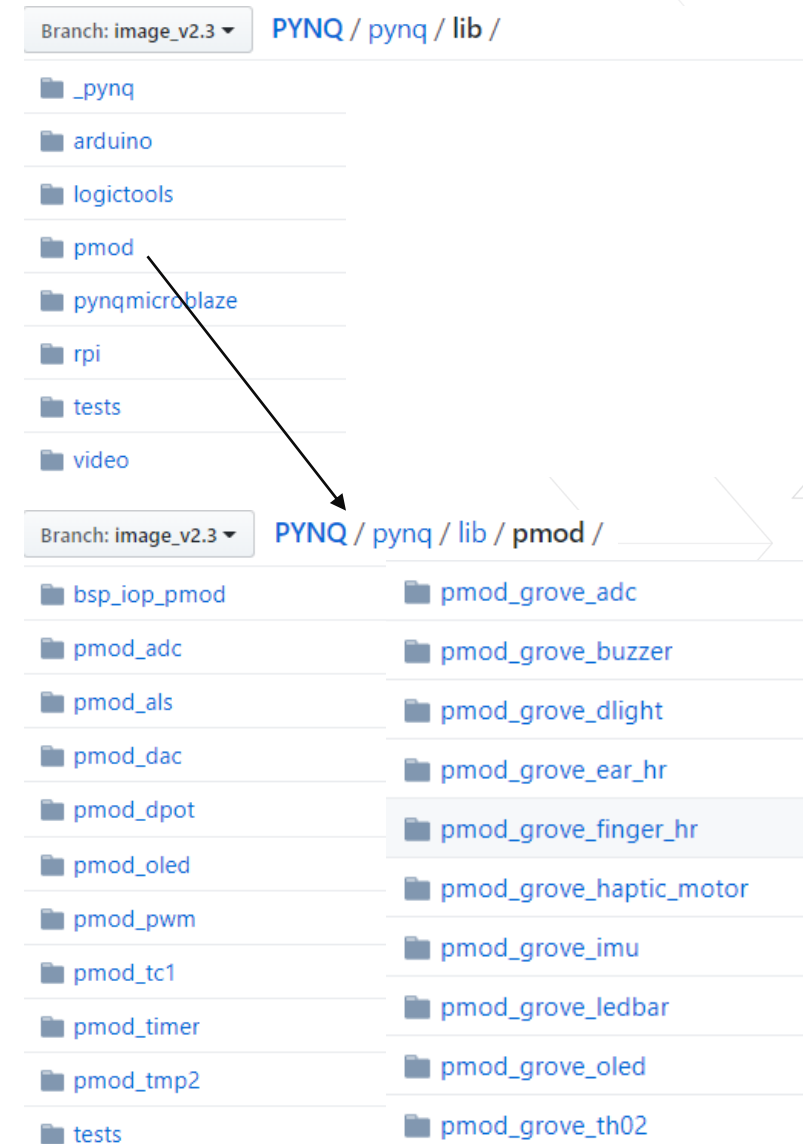 Branch: image_v2.3 PYNQ / pynq / lib /
_pynq
arduino
logictools
pmod
pynqmicroblaze
rpi
tests
video
Branch: image_v2.3 PYNQ / pynq / lib / pmod /
bsp_iop_pmod
pmod_adc
pmod_als
pmod_dac
pmod_dpot
pmod_oled
pmod_pwm
pmod_tc1
pmod_timer
pmod_tmp2
tests
pmod_grove_adc
pmod_grove_buzzer
pmod_grove_dlight
pmod_grove_ear_hr
pmod_grove_finger_hr
pmod_grove_haptic_motor
pmod_grove_imu
pmod_grove_ledbar
pmod_grove_oled
pmod_grove_th02